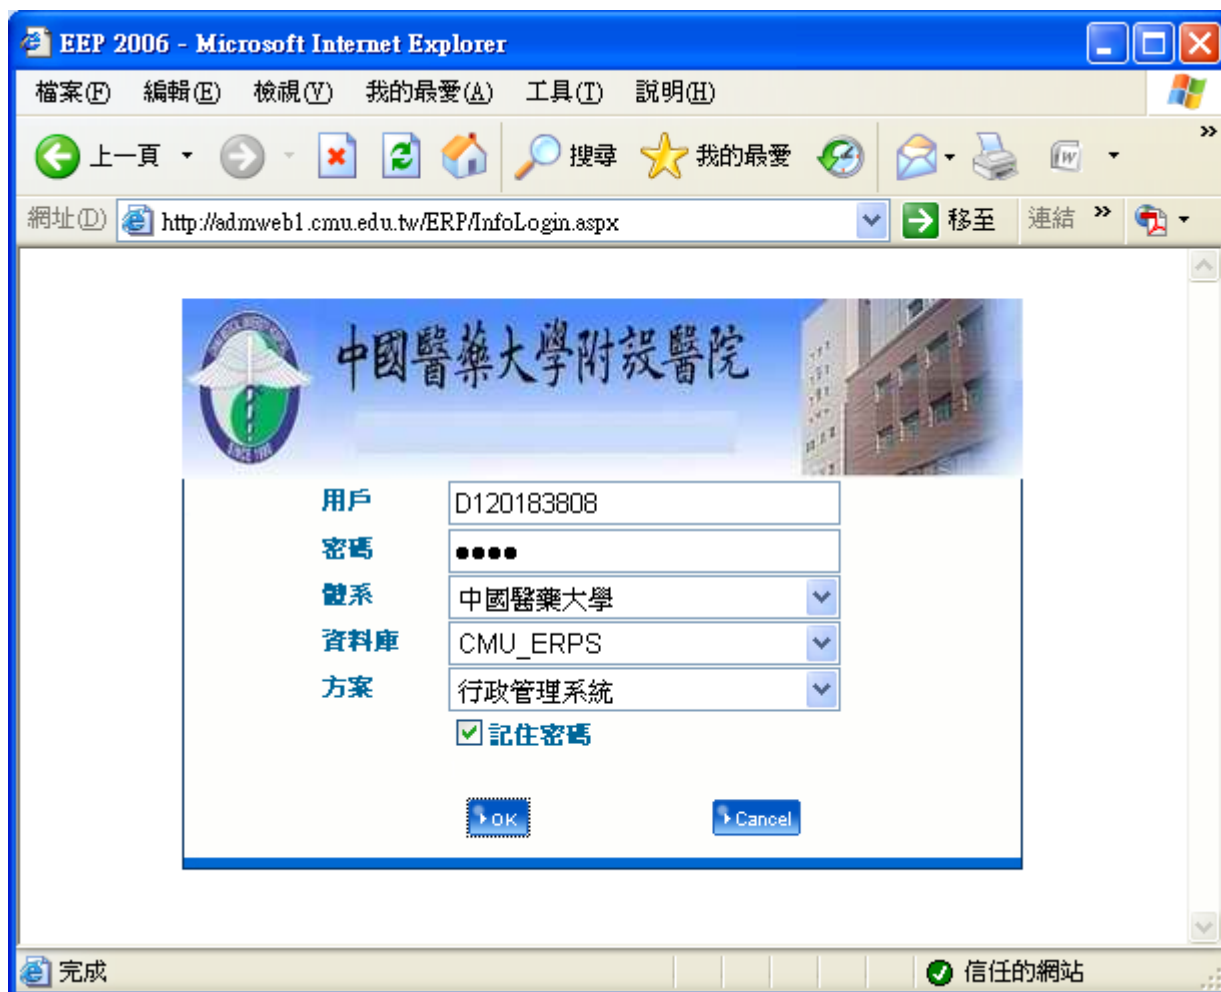 EEP 2006 - Microsoft Internet Explorer
檔案(F) 編輯(E) 檢視(V) 我的最愛(A) 工具(T) 說明(H)
上一頁 搜尋 我的最愛 »
網址(D) http://admweb1.cmu.edu.tw/ERP/InfoLogin.aspx 移至 連結 »
中國醫藥大學附設醫院
用戶 D120183808
密碼 ●●●●
體系 中國醫藥大學
資料庫 CMU_ERPS
方案 行政管理系統
記住密碼
OK Cancel
完成 信任的網站